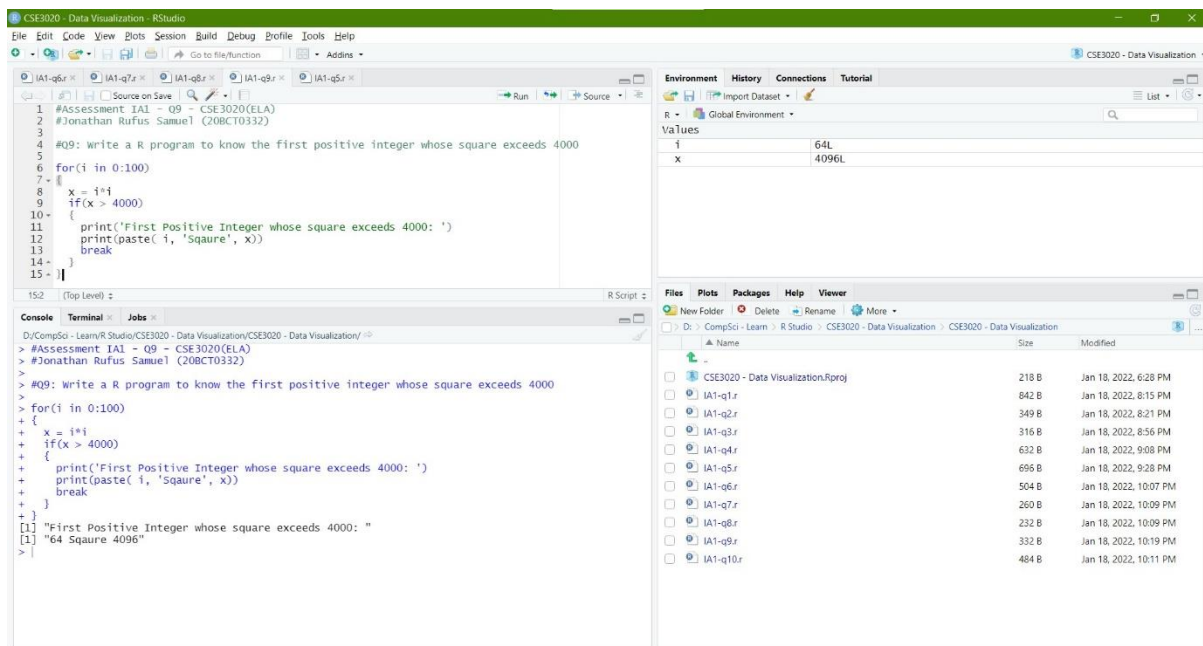 CSE3020 - Data Visualization - RStudio
File Edit Code View Plots Session Build Debug Profile Tools Help
Go to file/function Addins
CSE3020 - Data Visualization
IA1-q6.r IA1-q7.r IA1-q8.r IA1-q9.r IA1-q5.r
Source on Save Run Source
1 #Assessment IA1 - Q9 - CSE3020(ELA)
2 #Jonathan Rufus Samuel (20BCT0332)
3
4 #Q9: Write a R program to know the first positive integer whose square exceeds 4000
5
6 for(i in 0:100)
7 {
8 x = i*i
9 if(x > 4000)
10 {
11 print('First Positive Integer whose square exceeds 4000: ')
12 print(paste( i, 'Sqaure', x))
13 break
14 }
15 }
15:2 (Top Level) R Script
Console Terminal Jobs
D:/CompSci - Learn/R Studio/CSE3020 - Data Visualization/CSE3020 - Data Visualization/
> #Assessment IA1 - Q9 - CSE3020(ELA)
> #Jonathan Rufus Samuel (20BCT0332)
>
> #Q9: Write a R program to know the first positive integer whose square exceeds 4000
>
> for(i in 0:100)
+ {
+ x = i*i
+ if(x > 4000)
+ {
+ print('First Positive Integer whose square exceeds 4000: ')
+ print(paste( i, 'Sqaure', x))
+ break
+ }
+ }
[1] "First Positive Integer whose square exceeds 4000: "
[1] "64 Sqaure 4096"
>
Environment History Connections Tutorial
Import Dataset List
R Global Environment
Values
i 64L
x 4096L
Files Plots Packages Help Viewer
New Folder Delete Rename More
D: CompSci - Learn R Studio CSE3020 - Data Visualization CSE3020 - Data Visualization
Name Size Modified
..
CSE3020 - Data Visualization.Rproj 218 B Jan 18, 2022, 6:28 PM
IA1-q1.r 842 B Jan 18, 2022, 8:15 PM
IA1-q2.r 349 B Jan 18, 2022, 8:21 PM
IA1-q3.r 316 B Jan 18, 2022, 8:56 PM
IA1-q4.r 632 B Jan 18, 2022, 9:08 PM
IA1-q5.r 696 B Jan 18, 2022, 9:28 PM
IA1-q6.r 504 B Jan 18, 2022, 10:07 PM
IA1-q7.r 260 B Jan 18, 2022, 10:09 PM
IA1-q8.r 232 B Jan 18, 2022, 10:09 PM
IA1-q9.r 332 B Jan 18, 2022, 10:19 PM
IA1-q10.r 484 B Jan 18, 2022, 10:11 PM